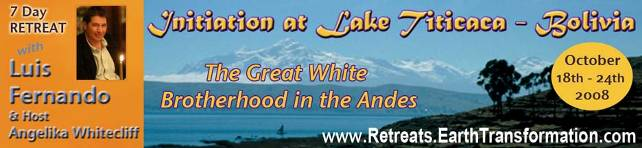 7 Day
RETREAT
with
Luis
Fernando
& Host
Angelika Whitecliff
Initiation at Lake Titicaca - Bolivia
The Great White
Brotherhood in the Andes
October
18th - 24th
2008
www.Retreats.EarthTransformation.com